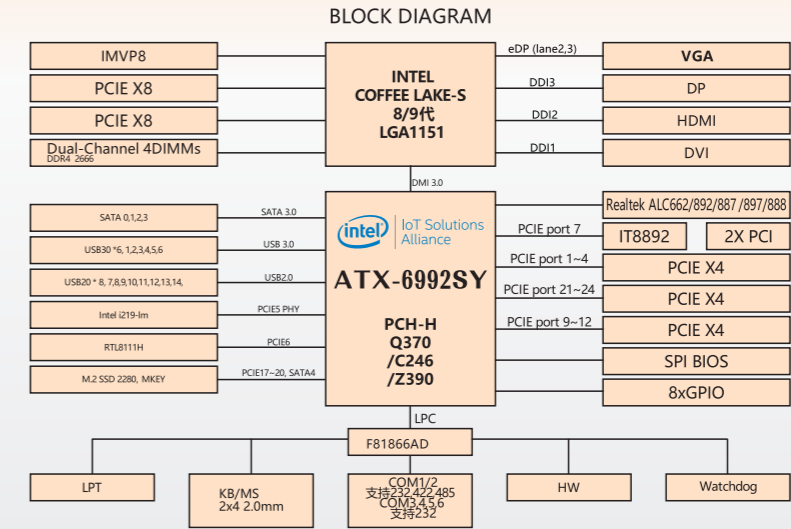 BLOCK DIAGRAM
IMVP8
PCIE X8
PCIE X8
Dual-Channel 4DIMMs
DDR4 2666
INTEL
COFFEE LAKE-S
8/9代
LGA1151
eDP (lane2,3)
VGA
DDI3
DP
DDI2
HDMI
DDI1
DVI
DMI 3.0
SATA 0,1,2,3
SATA 3.0
USB30 *6, 1,2,3,4,5,6
USB 3.0
USB20 * 8, 7,8,9,10,11,12,13,14,
USB2.0
Intel i219-lm
PCIE5 PHY
RTL8111H
PCIE6
M.2 SSD 2280, MKEY
PCIE17~20, SATA4
intel
IoT Solutions
Alliance
ATX-6992SY
PCH-H
Q370
/C246
/Z390
Realtek ALC662/892/887 /897/888
PCIE port 7
IT8892
2X PCI
PCIE port 1~4
PCIE X4
PCIE port 21~24
PCIE X4
PCIE port 9~12
PCIE X4
SPI BIOS
8xGPIO
LPC
F81866AD
LPT
KB/MS
2x4 2.0mm
COM1/2
支持232,422,485
COM3,4,5,6
支持232
HW
Watchdog